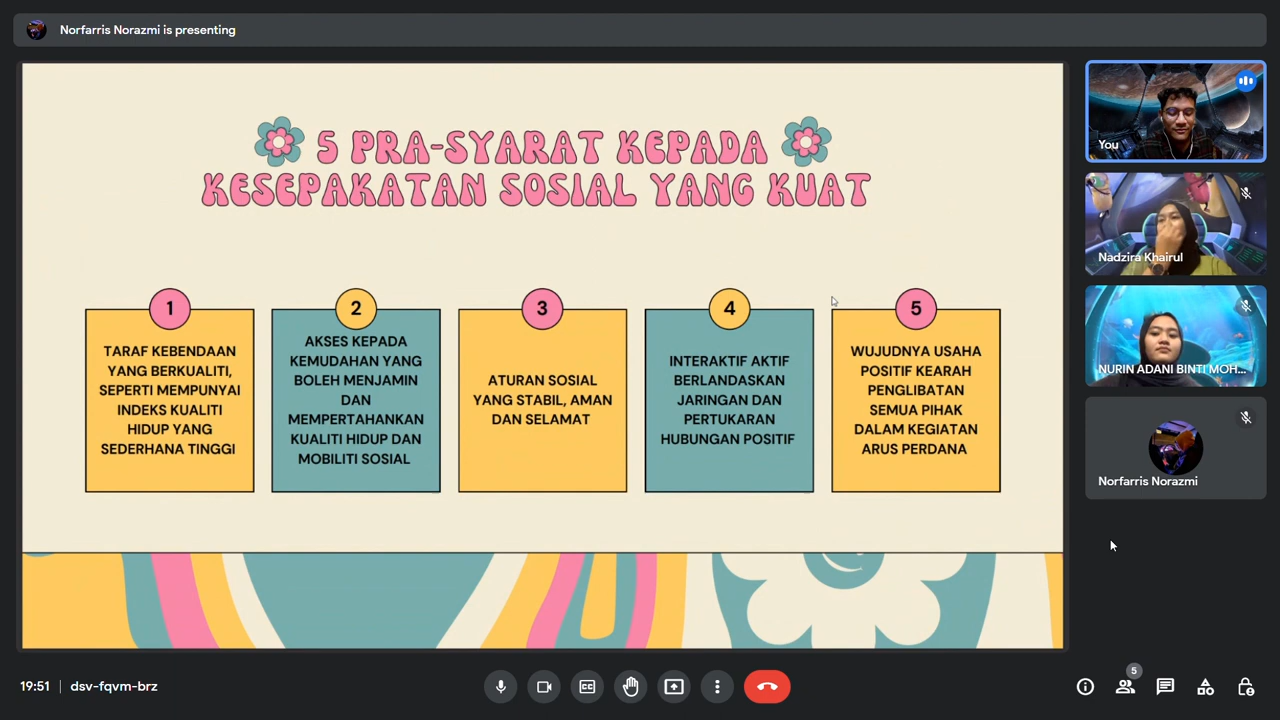 Norfarris Norazmi is presenting
5 PRA-SYARAT KEPADA
KESEPAKATAN SOSIAL YANG KUAT
1
TARAF KEBENDAAN
YANG BERKUALITI,
SEPERTI MEMPUNYAI
INDEKS KUALITI
HIDUP YANG
SEDERHANA TINGGI
2
AKSES KEPADA
KEMUDAHAN YANG
BOLEH MENJAMIN
DAN
MEMPERTAHANKAN
KUALITI HIDUP DAN
MOBILITI SOSIAL
3
ATURAN SOSIAL
YANG STABIL, AMAN
DAN SELAMAT
4
INTERAKTIF AKTIF
BERLANDASKAN
JARINGAN DAN
PERTUKARAN
HUBUNGAN POSITIF
5
WUJUDNYA USAHA
POSITIF KEARAH
PENGLIBATAN
SEMUA PIHAK
DALAM KEGIATAN
ARUS PERDANA
You
Nadzira Khairul
NURIN ADANI BINTI MOH...
Norfarris Norazmi
19:51 | dsv-fqvm-brz
CC
5